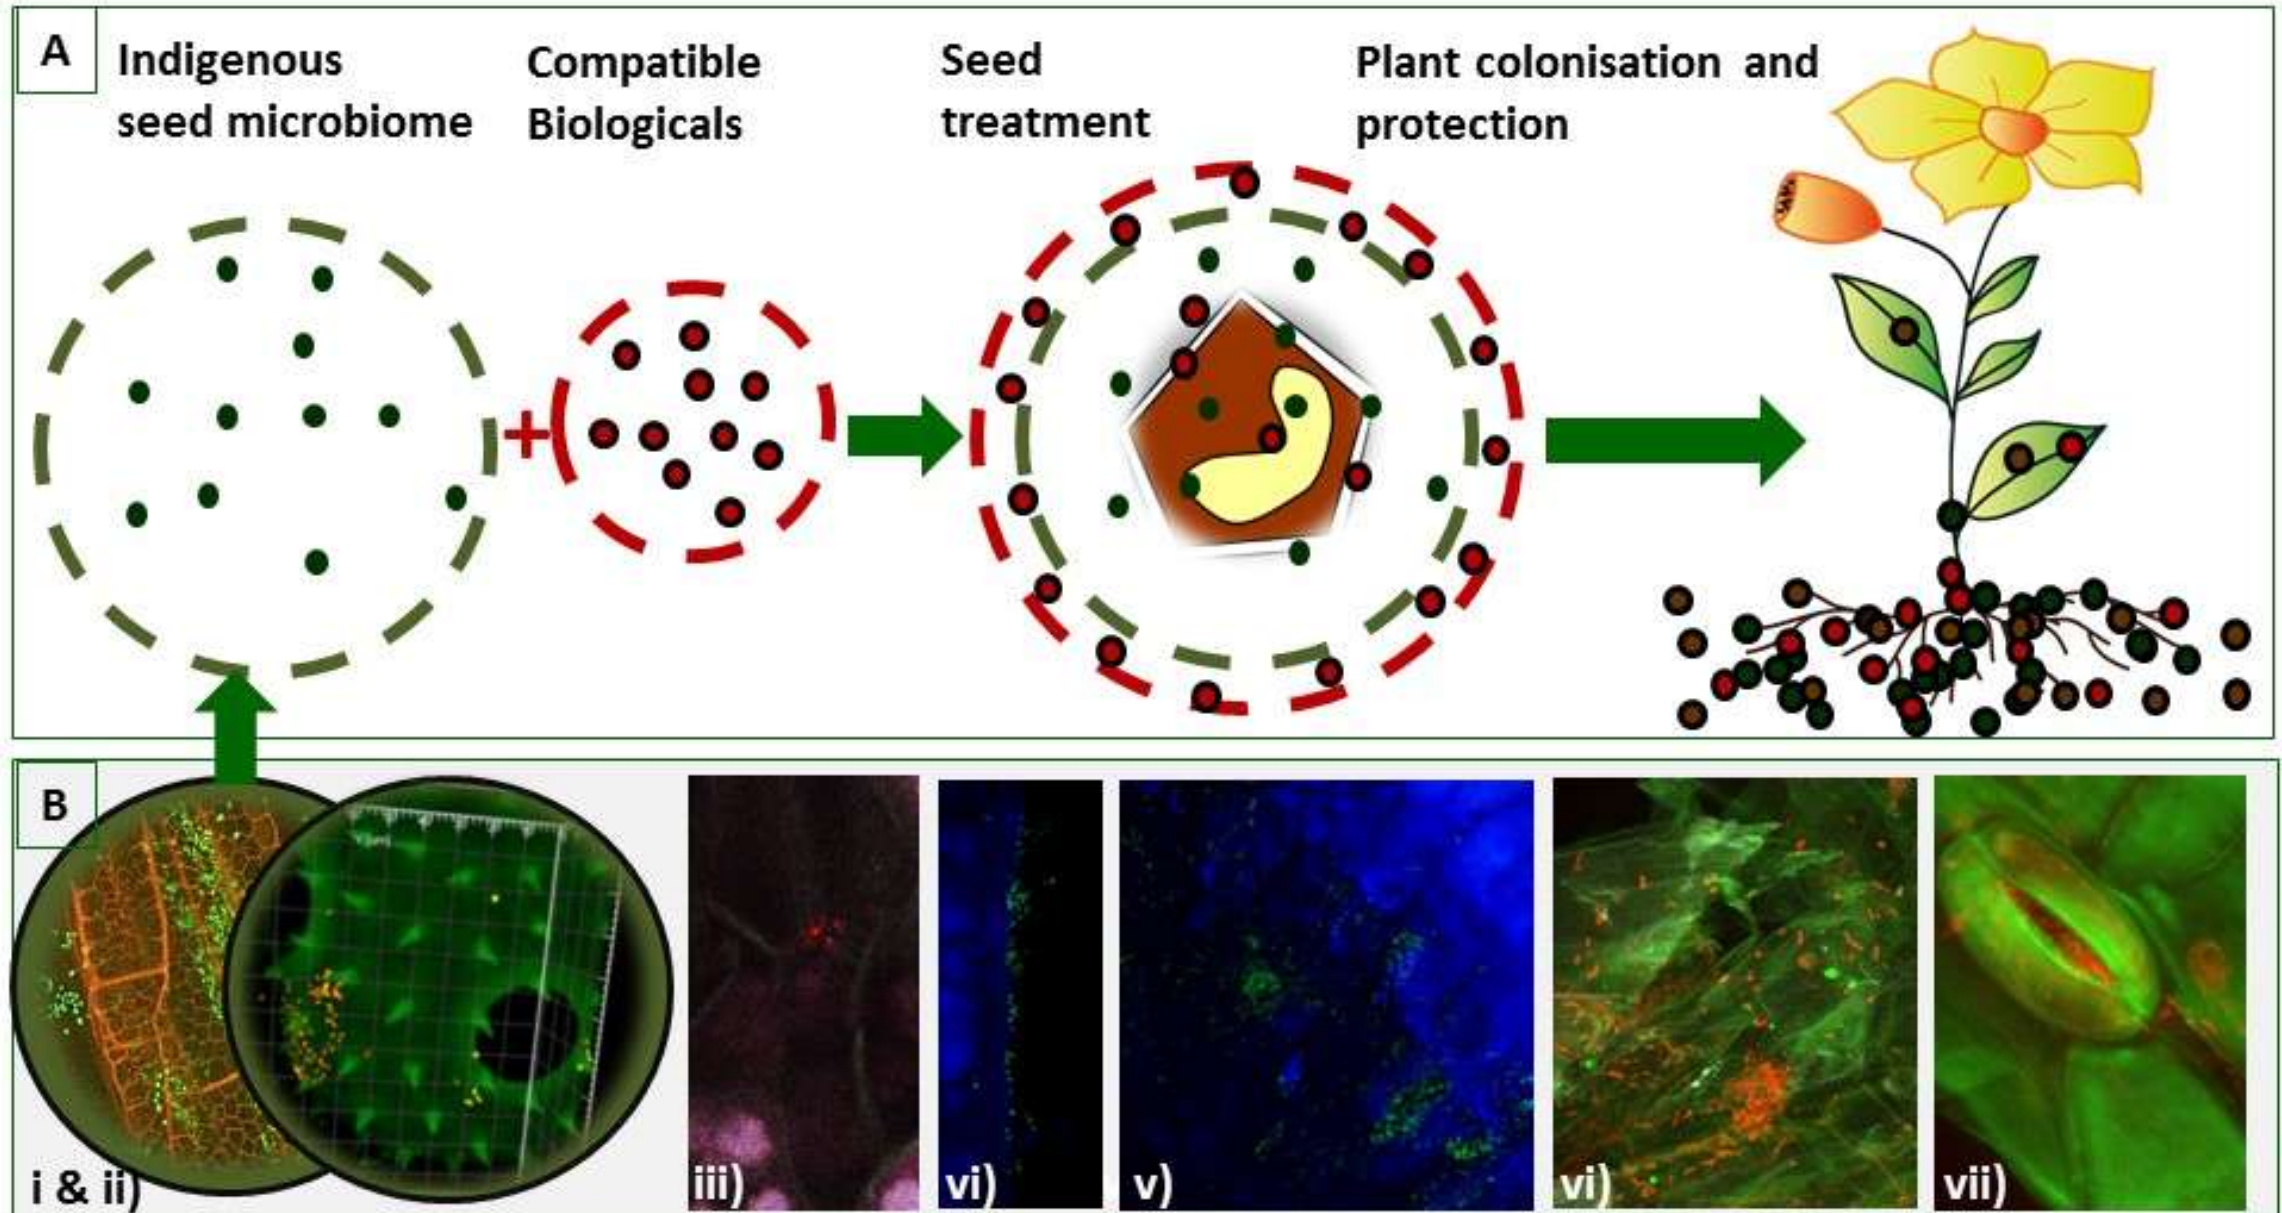 A
Indigenous
seed microbiome
Compatible
Biologicals
Seed
treatment
Plant colonisation and
protection
+
B
i & ii)
iii)
vi)
v)
vi)
vii)